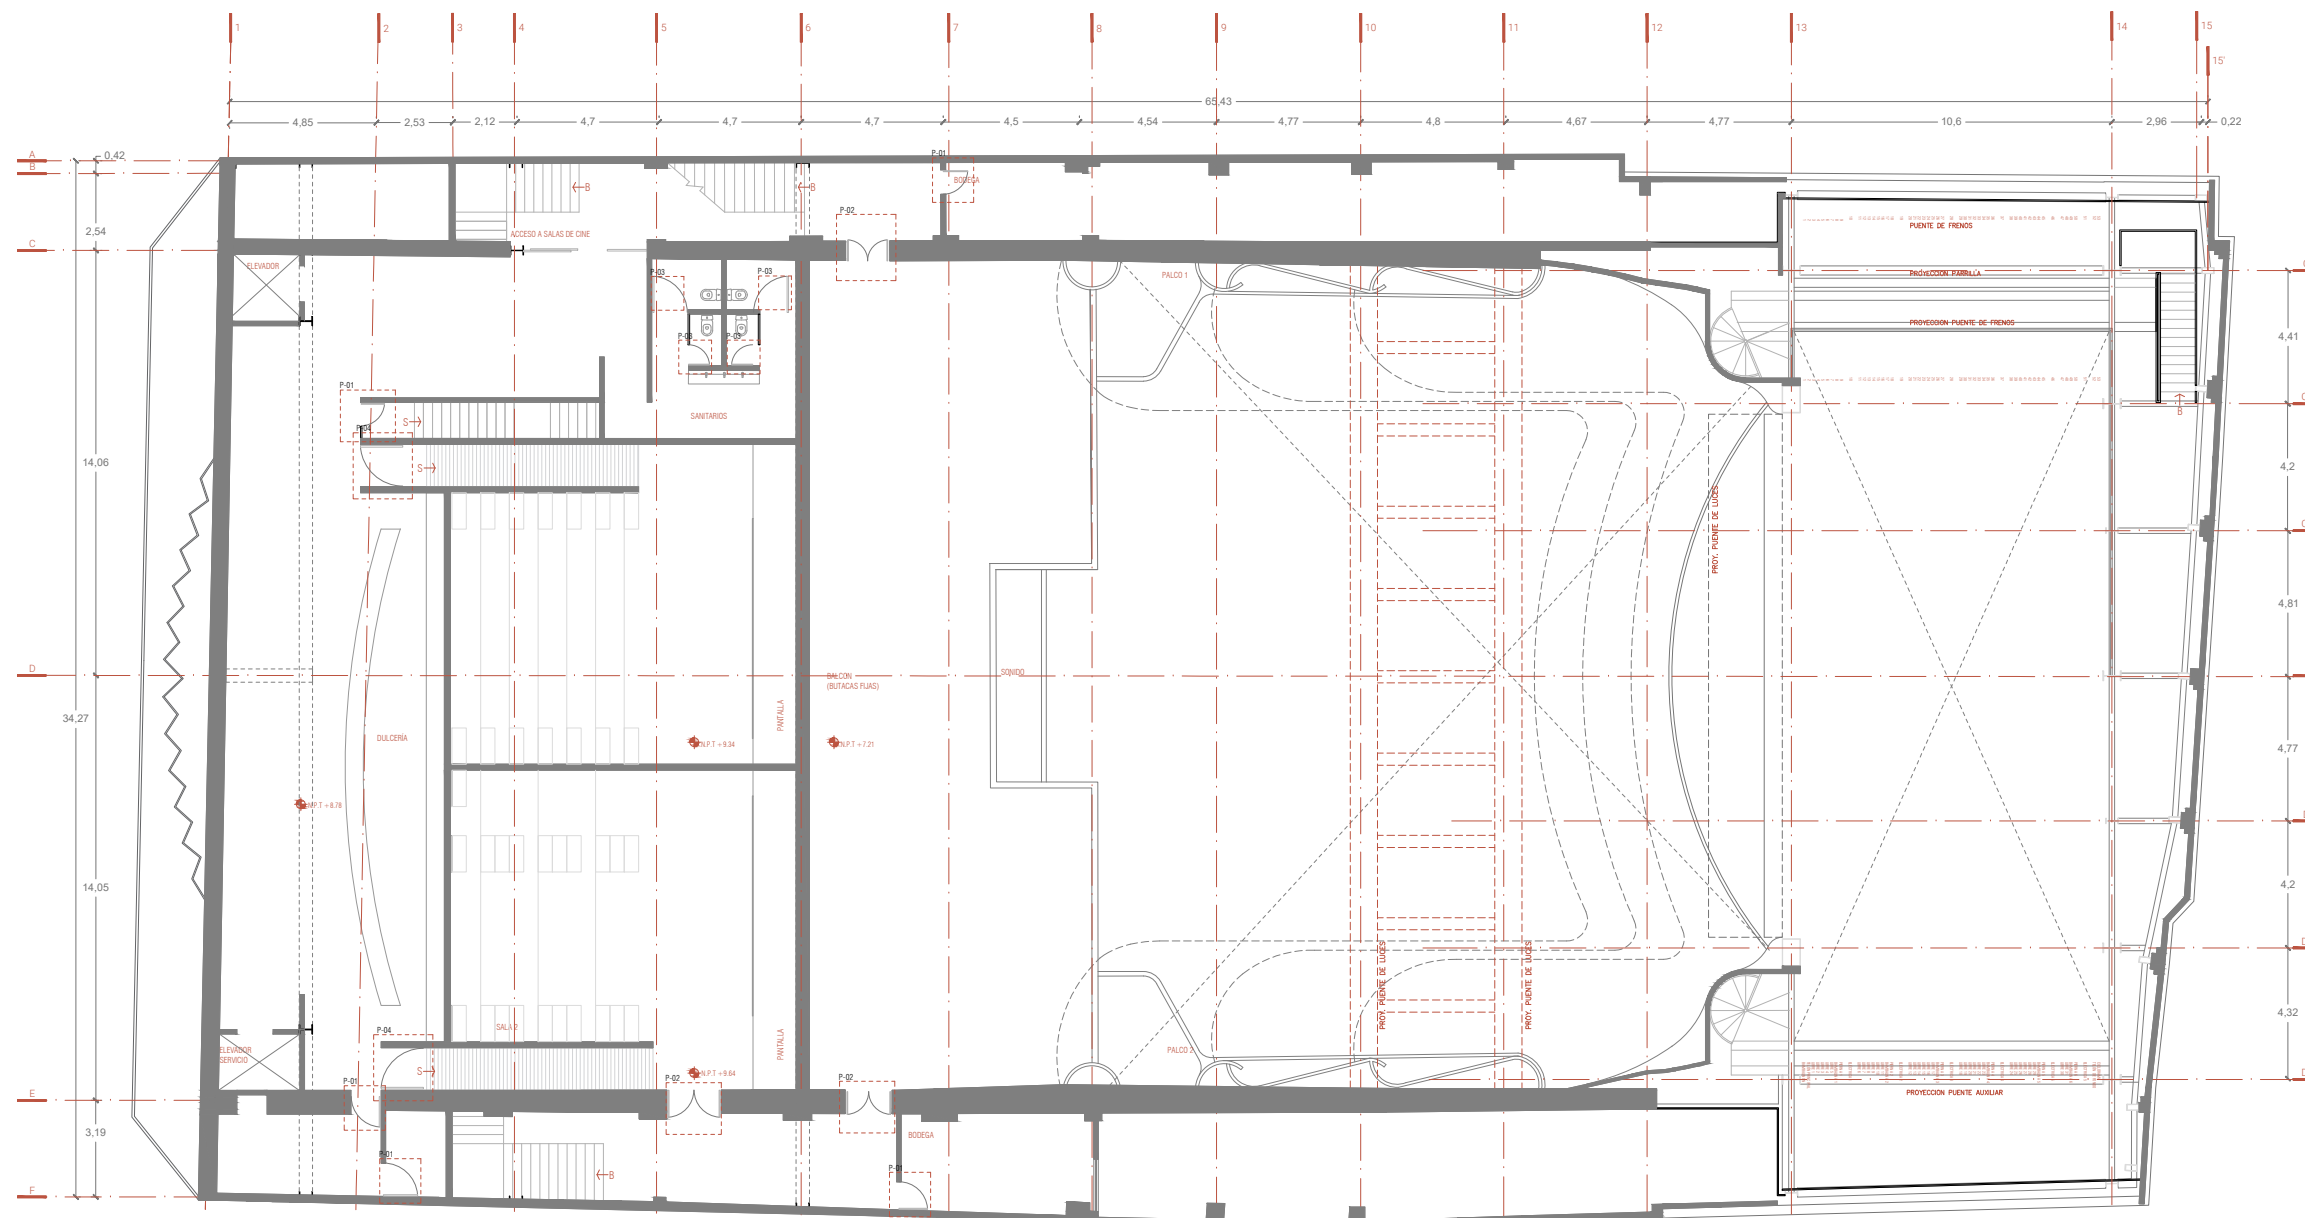 1
2
3
4
5
6
7
8
9
10
11
12
13
14
15
15'
65,43
4,85
2,53
2,12
4,7
4,7
4,7
4,5
4,54
4,77
4,8
4,67
4,77
10,6
2,96
0,22
A
B
C
D
E
F
0,42
2,54
14,06
34,27
14,05
3,19
4,41
4,2
4,81
4,77
4,2
4,32
B
B
P-01
BODEGA
P-02
ACCESO A SALAS DE CINE
ELEVADOR
P-03
P-03
P-03
P-03
SANITARIOS
P-01
S
P-04
S
PALCO 1
PUENTE DE FRENOS
PROYECCION PARRILLA
PROYECCION PUENTE DE FRENOS
B
PROY. PUENTE DE LUCES
SONIDO
BALCON
(BUTACAS FIJAS)
PANTALLA
DULCERÍA
N.P.T +9.34
N.P.T +7.21
N.P.T +8.78
PROY. PUENTE DE LUCES
PROY. PUENTE DE LUCES
SALA 2
PANTALLA
P-04
ELEVADOR
SERVICIO
S
N.P.T +9.64
P-01
P-02
P-02
PALCO 2
PROYECCION PUENTE AUXILIAR
BODEGA
P-01
B
P-01